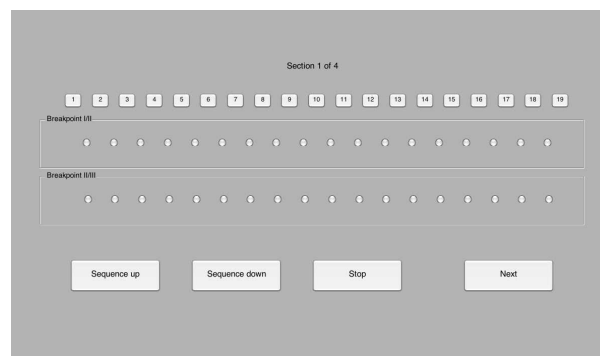 Section 1 of 4
1 2 3 4 5 6 7 8 9 10 11 12 13 14 15 16 17 18 19
Breakpoint I/II
Breakpoint II/III
Sequence up Sequence down Stop Next